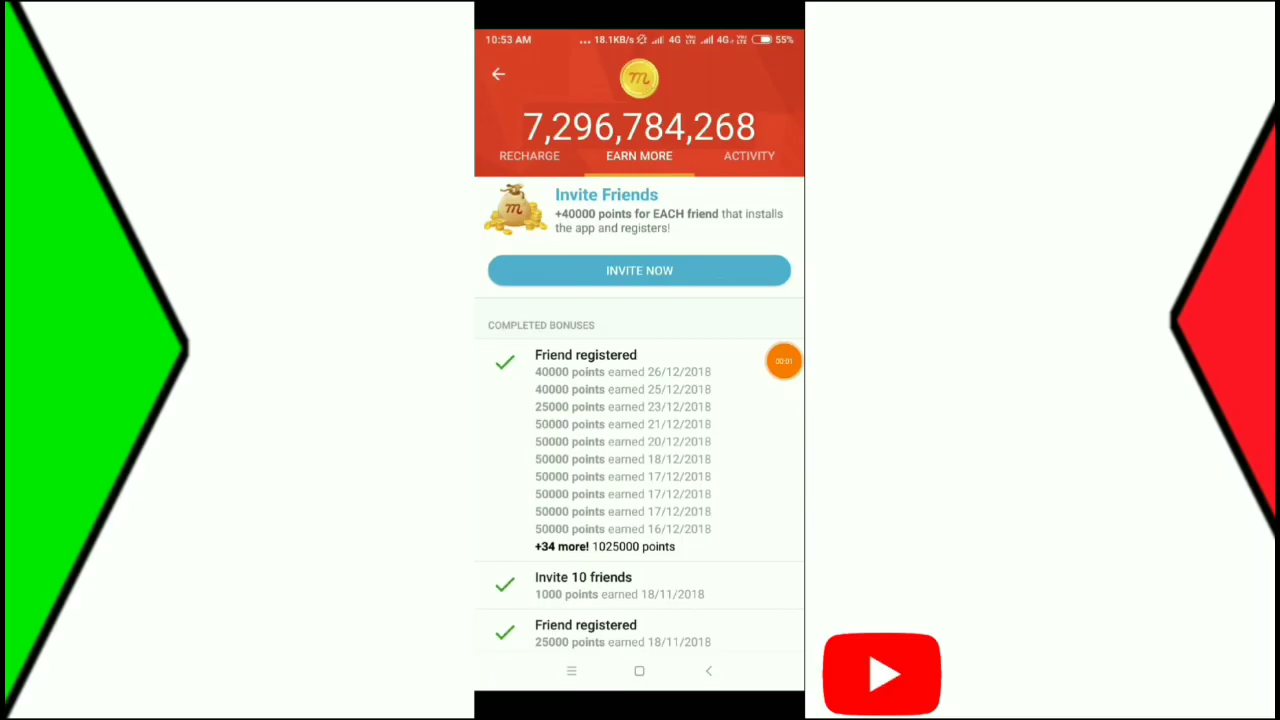 10:53 AM
... 18.1KB/s 4G VoLTE 4G VoLTE 55%
m
7,296,784,268
RECHARGE EARN MORE ACTIVITY
m
Invite Friends
+40000 points for EACH friend that installs
the app and registers!
INVITE NOW
COMPLETED BONUSES
Friend registered
00:01
40000 points earned 26/12/2018
40000 points earned 25/12/2018
25000 points earned 23/12/2018
50000 points earned 21/12/2018
50000 points earned 20/12/2018
50000 points earned 18/12/2018
50000 points earned 17/12/2018
50000 points earned 17/12/2018
50000 points earned 17/12/2018
50000 points earned 16/12/2018
+34 more! 1025000 points
Invite 10 friends
1000 points earned 18/11/2018
Friend registered
25000 points earned 18/11/2018